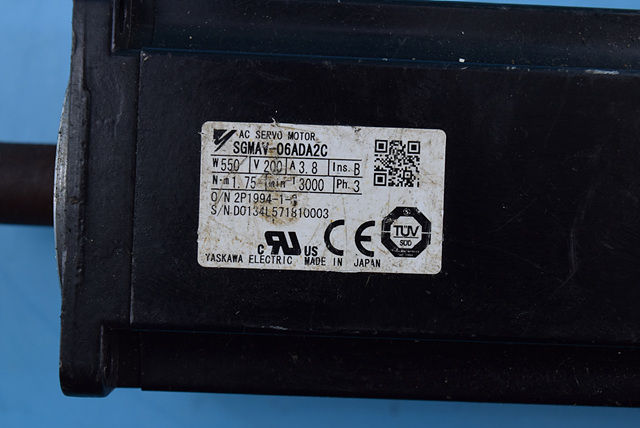 AC SERVO MOTOR
SGMAV-06ADA2C
W 550 V 200 A 3.8 Ins. B
N·m 1.75 min⁻¹ 3000 Ph. 3
O/N 2P1994-1-
S/N D0134L571810003
c RU US CE TÜV SÜD
YASKAWA ELECTRIC MADE IN JAPAN